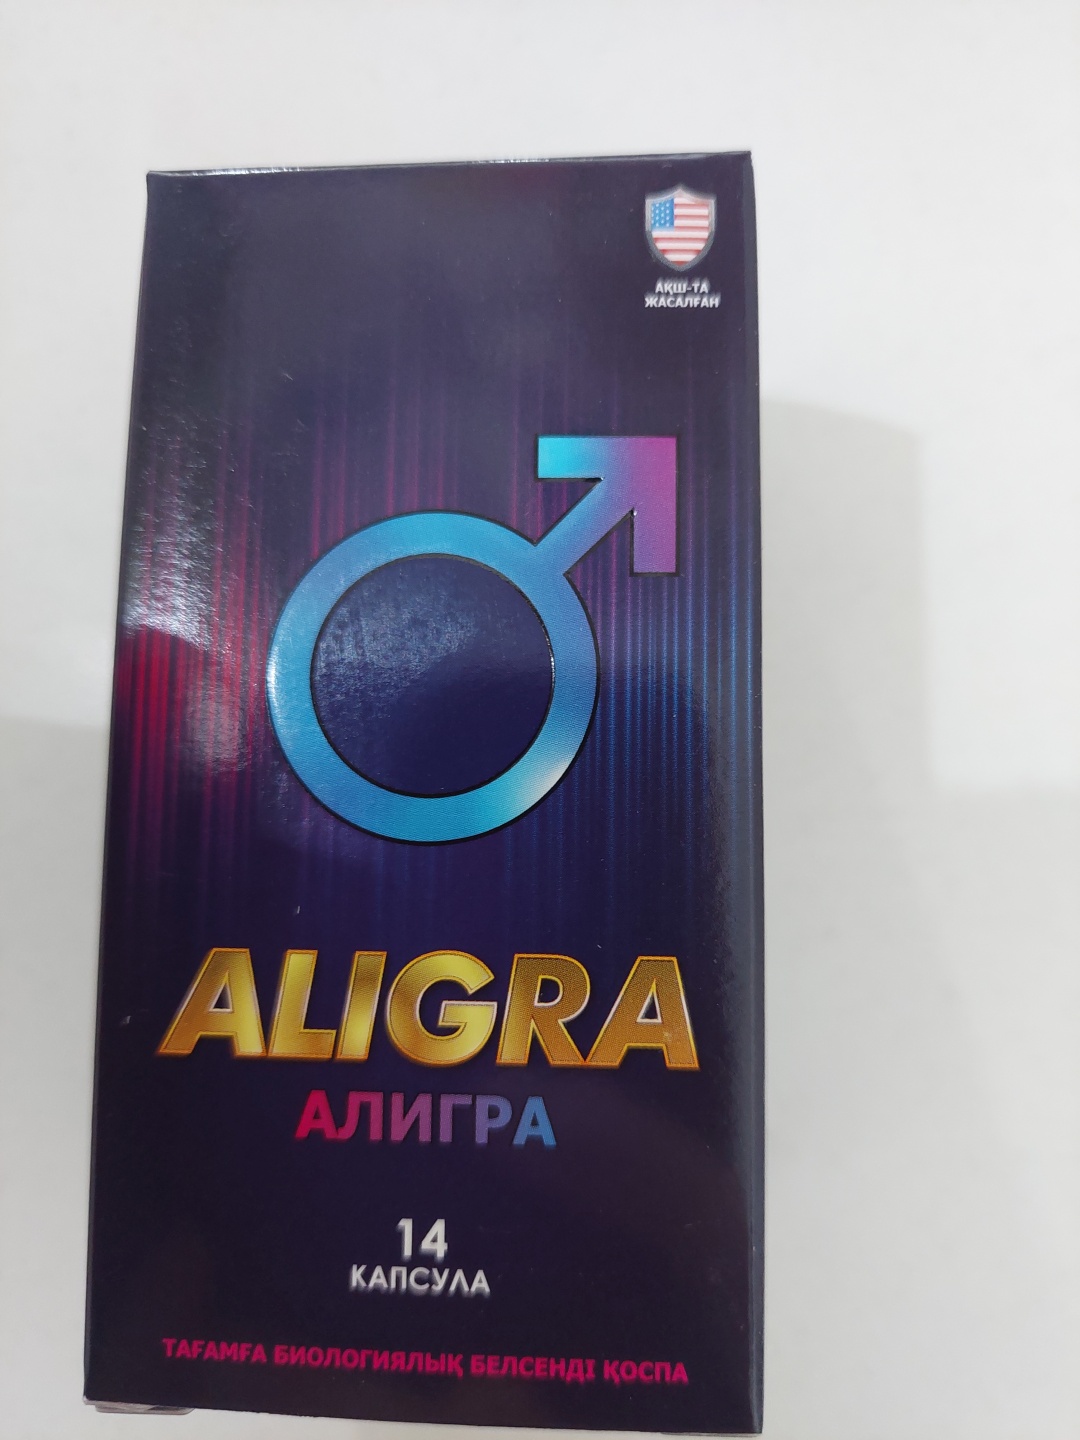 АҚШ-ТА
ЖАСАЛҒАН
ALIGRA
АЛИГРА
14
КАПСУЛА
ТАҒАМҒА БИОЛОГИЯЛЫҚ БЕЛСЕНДІ ҚОСПА